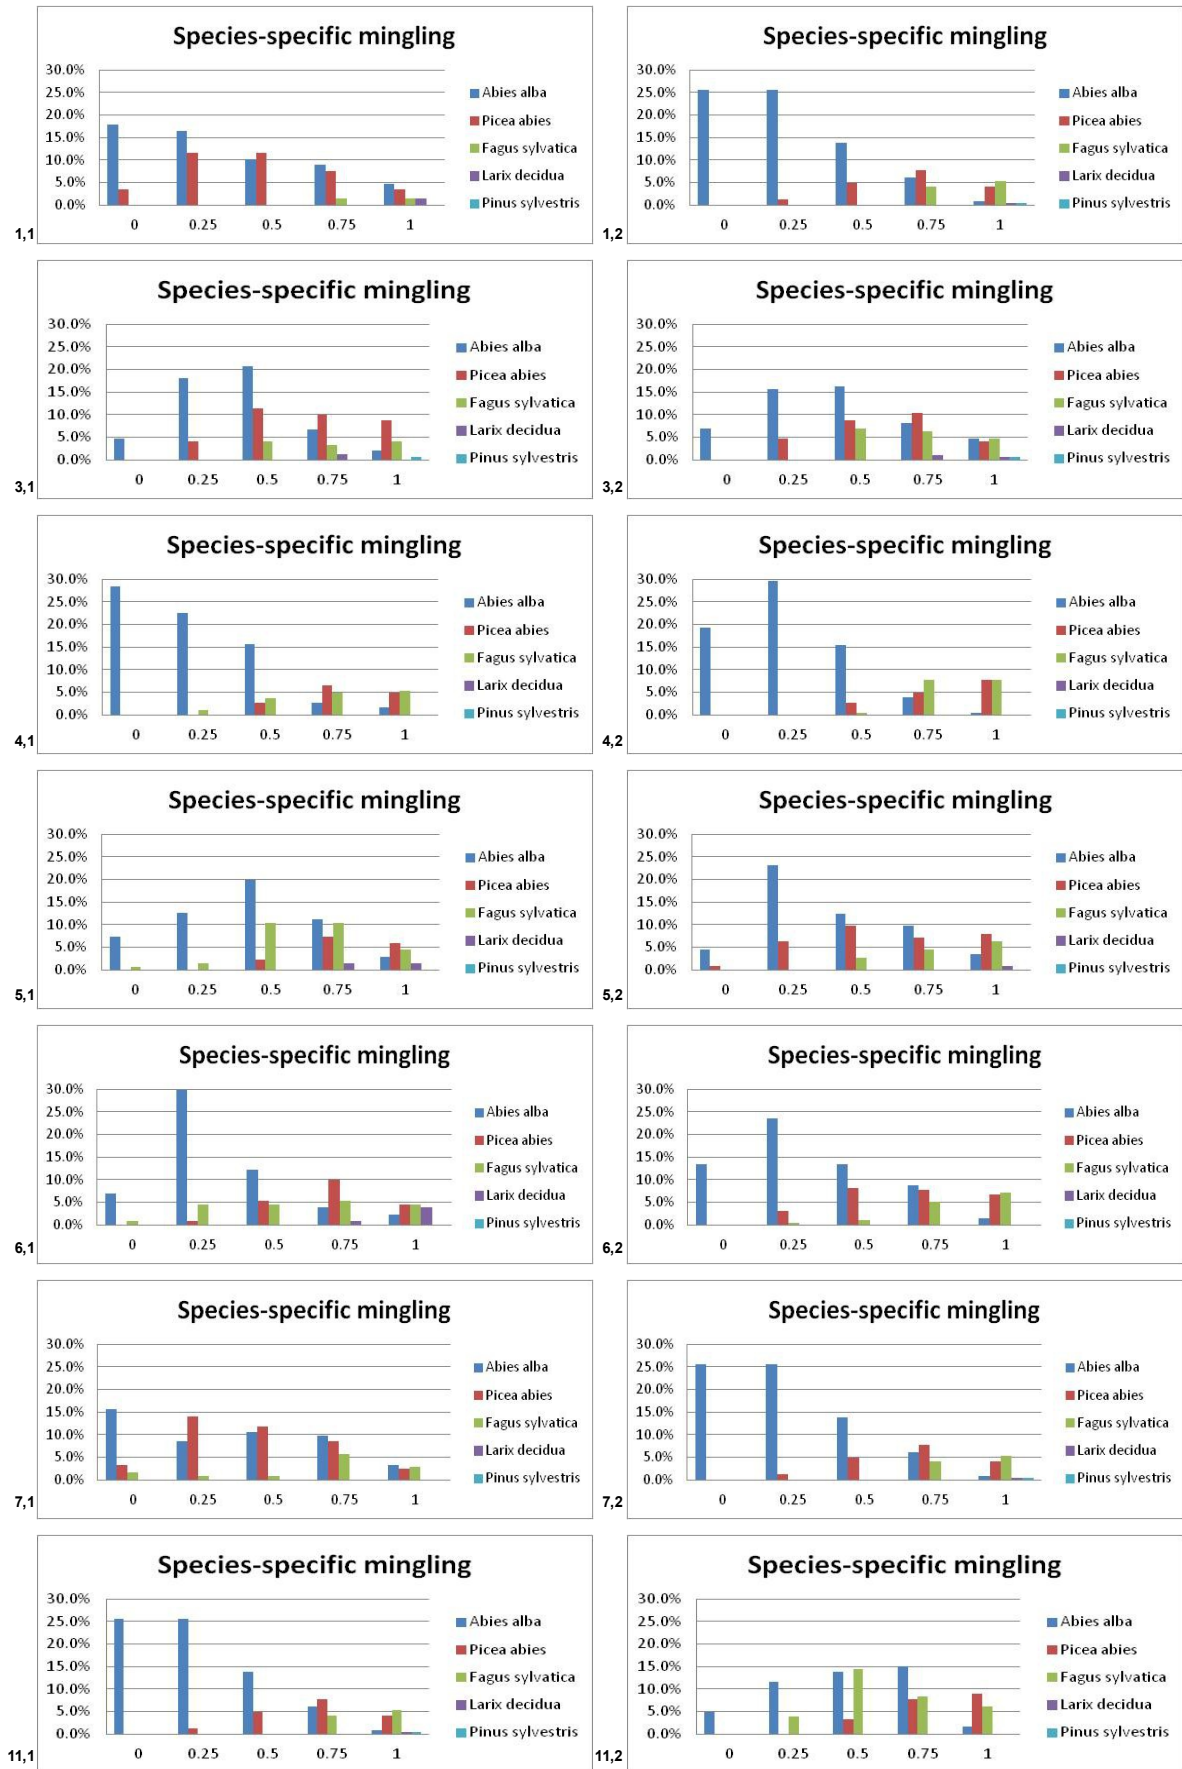 Species-specific mingling
30.0%
25.0%
20.0%
15.0%
10.0%
5.0%
0.0%
0 0.25 0.5 0.75 1
Abies alba
Picea abies
Fagus sylvatica
Larix decidua
Pinus sylvestris
1,1
Species-specific mingling
30.0%
25.0%
20.0%
15.0%
10.0%
5.0%
0.0%
0 0.25 0.5 0.75 1
Abies alba
Picea abies
Fagus sylvatica
Larix decidua
Pinus sylvestris
1,2
Species-specific mingling
30.0%
25.0%
20.0%
15.0%
10.0%
5.0%
0.0%
0 0.25 0.5 0.75 1
Abies alba
Picea abies
Fagus sylvatica
Larix decidua
Pinus sylvestris
3,1
Species-specific mingling
30.0%
25.0%
20.0%
15.0%
10.0%
5.0%
0.0%
0 0.25 0.5 0.75 1
Abies alba
Picea abies
Fagus sylvatica
Larix decidua
Pinus sylvestris
3,2
Species-specific mingling
30.0%
25.0%
20.0%
15.0%
10.0%
5.0%
0.0%
0 0.25 0.5 0.75 1
Abies alba
Picea abies
Fagus sylvatica
Larix decidua
Pinus sylvestris
4,1
Species-specific mingling
30.0%
25.0%
20.0%
15.0%
10.0%
5.0%
0.0%
0 0.25 0.5 0.75 1
Abies alba
Picea abies
Fagus sylvatica
Larix decidua
Pinus sylvestris
4,2
Species-specific mingling
30.0%
25.0%
20.0%
15.0%
10.0%
5.0%
0.0%
0 0.25 0.5 0.75 1
Abies alba
Picea abies
Fagus sylvatica
Larix decidua
Pinus sylvestris
5,1
Species-specific mingling
30.0%
25.0%
20.0%
15.0%
10.0%
5.0%
0.0%
0 0.25 0.5 0.75 1
Abies alba
Picea abies
Fagus sylvatica
Larix decidua
Pinus sylvestris
5,2
Species-specific mingling
30.0%
25.0%
20.0%
15.0%
10.0%
5.0%
0.0%
0 0.25 0.5 0.75 1
Abies alba
Picea abies
Fagus sylvatica
Larix decidua
Pinus sylvestris
6,1
Species-specific mingling
30.0%
25.0%
20.0%
15.0%
10.0%
5.0%
0.0%
0 0.25 0.5 0.75 1
Abies alba
Picea abies
Fagus sylvatica
Larix decidua
Pinus sylvestris
6,2
Species-specific mingling
30.0%
25.0%
20.0%
15.0%
10.0%
5.0%
0.0%
0 0.25 0.5 0.75 1
Abies alba
Picea abies
Fagus sylvatica
Larix decidua
Pinus sylvestris
7,1
Species-specific mingling
30.0%
25.0%
20.0%
15.0%
10.0%
5.0%
0.0%
0 0.25 0.5 0.75 1
Abies alba
Picea abies
Fagus sylvatica
Larix decidua
Pinus sylvestris
7,2
Species-specific mingling
30.0%
25.0%
20.0%
15.0%
10.0%
5.0%
0.0%
0 0.25 0.5 0.75 1
Abies alba
Picea abies
Fagus sylvatica
Larix decidua
Pinus sylvestris
11,1
Species-specific mingling
30.0%
25.0%
20.0%
15.0%
10.0%
5.0%
0.0%
0 0.25 0.5 0.75 1
Abies alba
Picea abies
Fagus sylvatica
Larix decidua
Pinus sylvestris
11,2